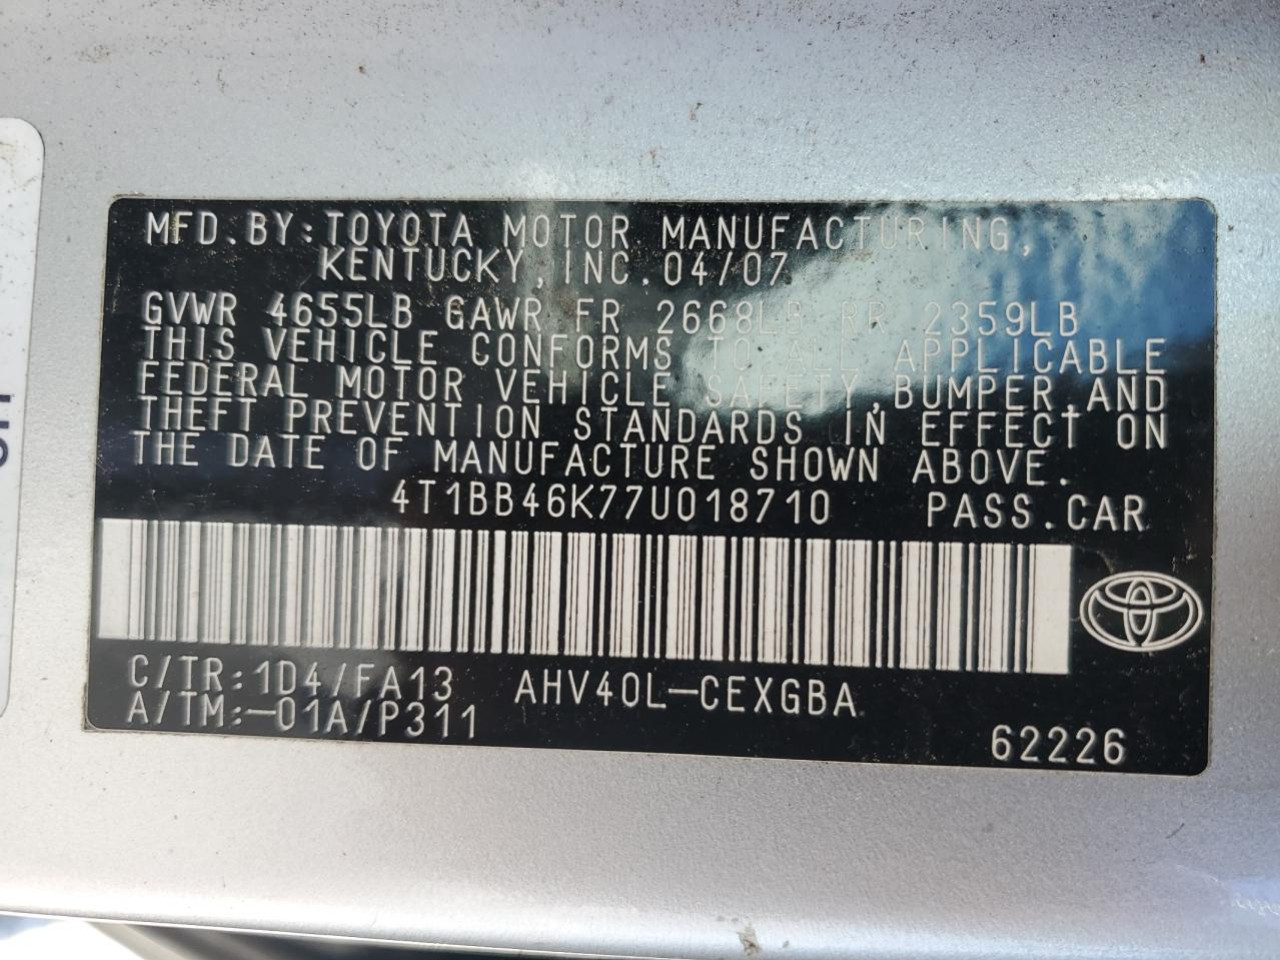 MFD.BY:TOYOTA MOTOR MANUFACTURING,
KENTUCKY,INC.04/07
GVWR 4655LB GAWR FR 2668LB RR 2359LB
THIS VEHICLE CONFORMS TO ALL APPLICABLE
FEDERAL MOTOR VEHICLE SAFETY,BUMPER,AND
THEFT PREVENTION STANDARDS IN EFFECT ON
THE DATE OF MANUFACTURE SHOWN ABOVE.
4T1BB46K77U018710 PASS.CAR
C/TR:1D4/FA13 AHV40L-CEXGBA
A/TM:-01A/P311
62226